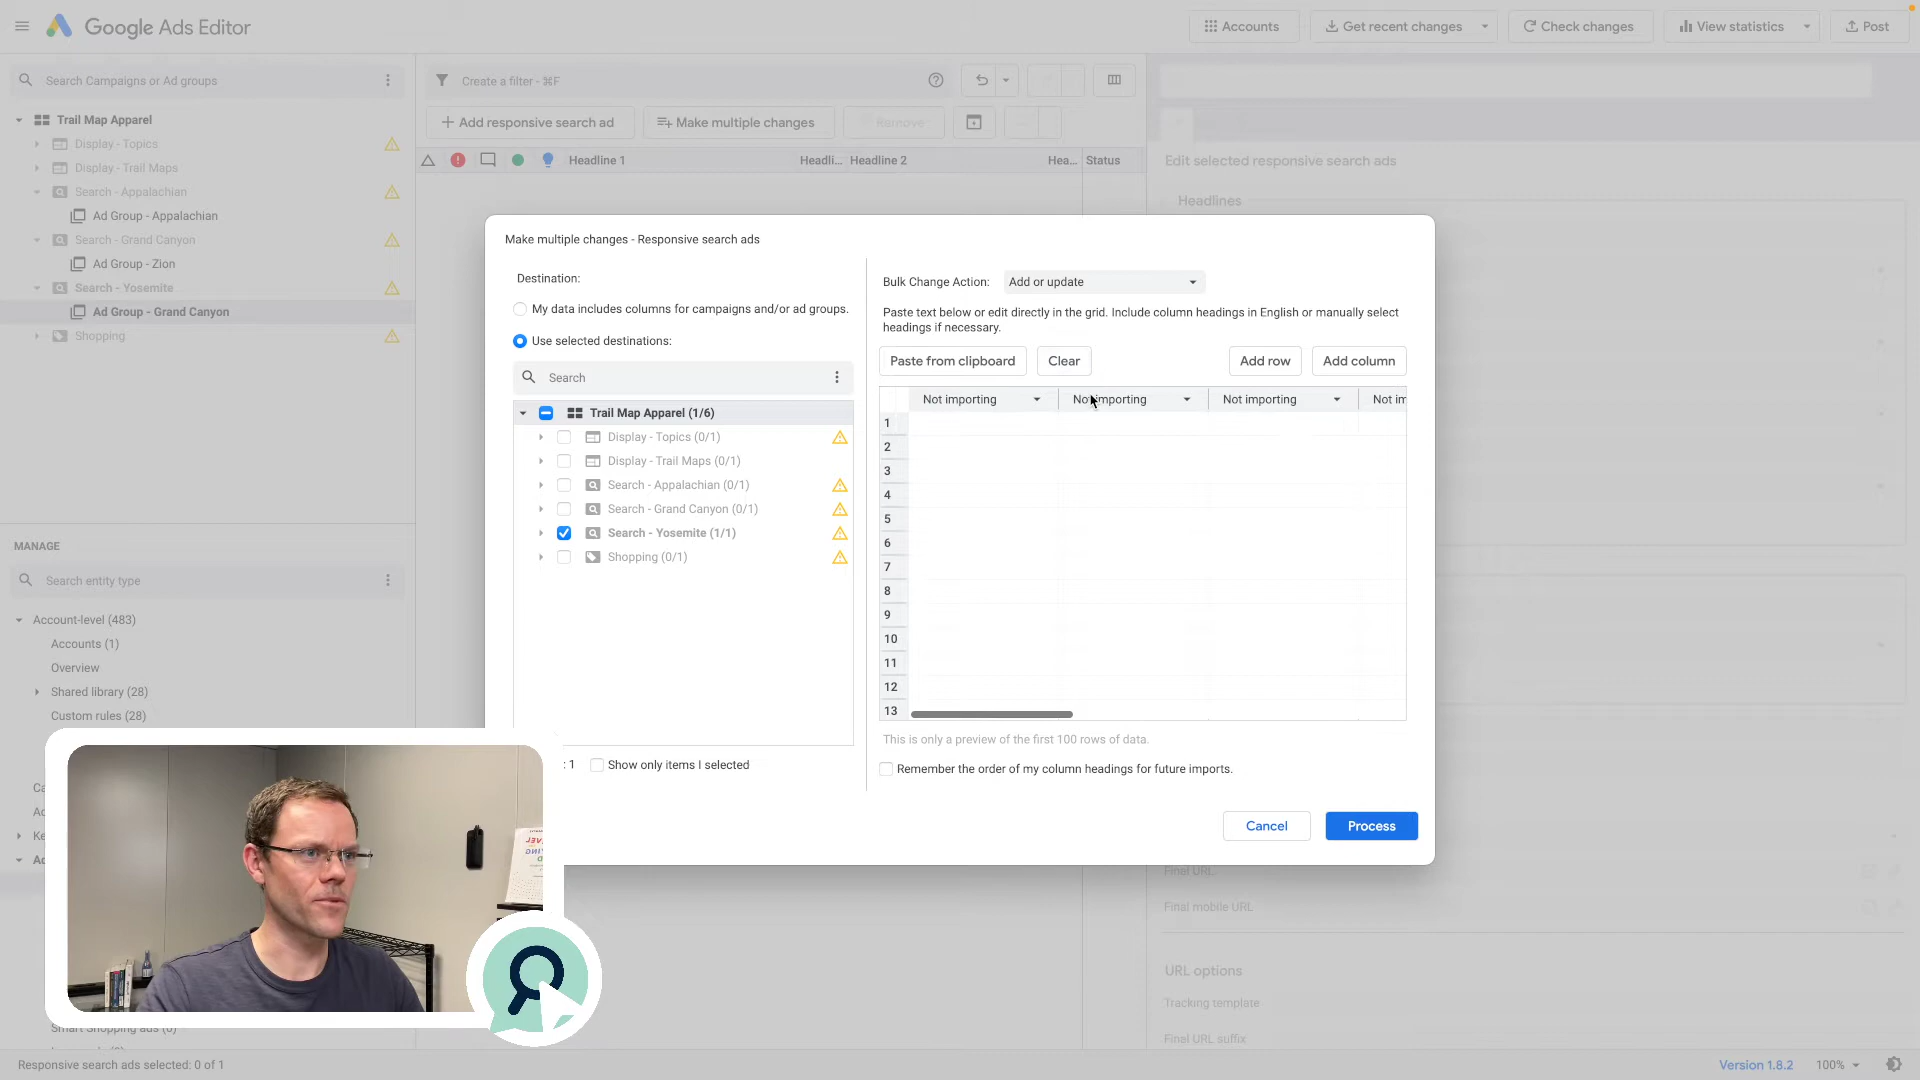 Google Ads Editor
Accounts
Get recent changes
Check changes
View statistics
Post
Search Campaigns or Ad groups
Create a filter - ⌘F
Trail Map Apparel
Display - Topics
Display - Trail Maps
Search - Appalachian
Ad Group - Appalachian
Search - Grand Canyon
Ad Group - Zion
Search - Yosemite
Ad Group - Grand Canyon
Shopping
Add responsive search ad
Make multiple changes
Remove
Headline 1
Headli...
Headline 2
Hea...
Status
Edit selected responsive search ads
Headlines
Make multiple changes - Responsive search ads
Destination:
My data includes columns for campaigns and/or ad groups.
Use selected destinations:
Search
Trail Map Apparel (1/6)
Display - Topics (0/1)
Display - Trail Maps (0/1)
Search - Appalachian (0/1)
Search - Grand Canyon (0/1)
Search - Yosemite (1/1)
Shopping (0/1)
: 1
Show only items I selected
Bulk Change Action:
Add or update
Paste text below or edit directly in the grid. Include column headings in English or manually select
headings if necessary.
Paste from clipboard
Clear
Add row
Add column
Not importing
Not importing
Not importing
Not im
1
2
3
4
5
6
7
8
9
10
11
12
13
This is only a preview of the first 100 rows of data.
Remember the order of my column headings for future imports.
Cancel
Process
MANAGE
Search entity type
Account-level (483)
Accounts (1)
Overview
Shared library (28)
Custom rules (28)
Ca
Ad
Ke
Ad
Final URL
Final mobile URL
URL options
Tracking template
Final URL suffix
Responsive search ads selected: 0 of 1
Version 1.8.2
100%